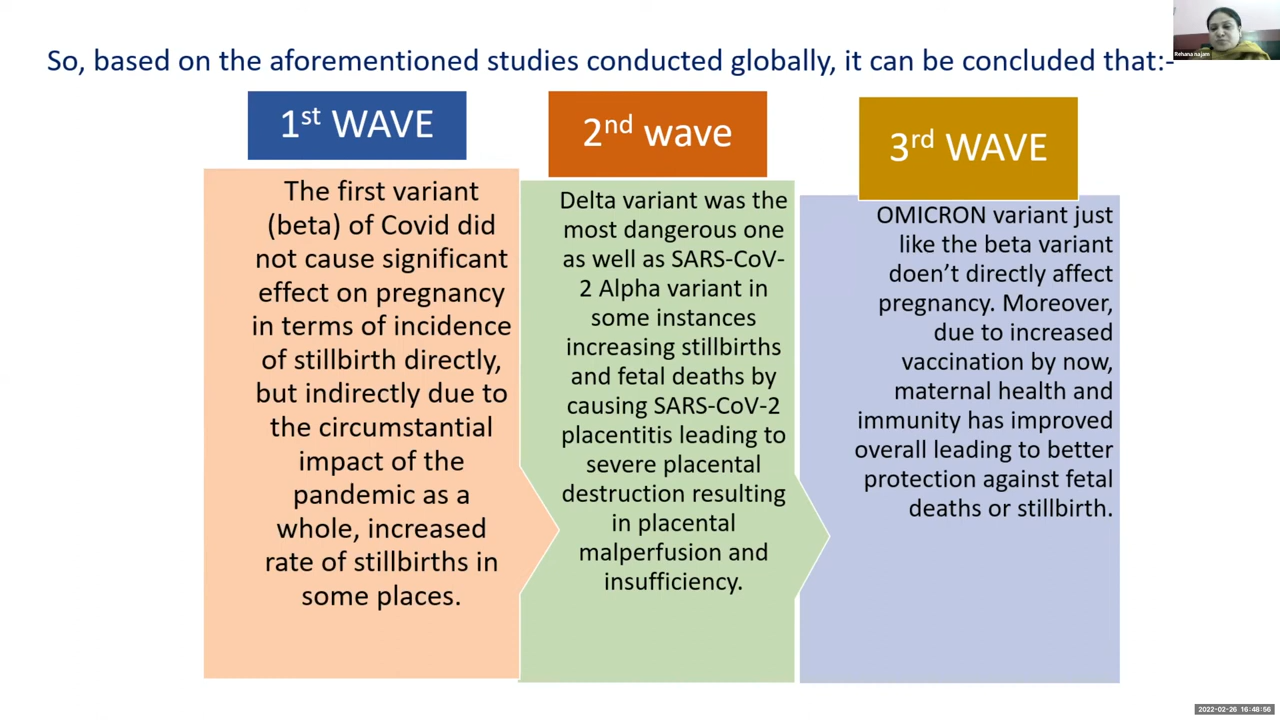 So, based on the aforementioned studies conducted globally, it can be concluded that:-
Rehana najam
1st WAVE
The first variant
(beta) of Covid did
not cause significant
effect on pregnancy
in terms of incidence
of stillbirth directly,
but indirectly due to
the circumstantial
impact of the
pandemic as a
whole, increased
rate of stillbirths in
some places.
2nd wave
Delta variant was the
most dangerous one
as well as SARS-CoV-
2 Alpha variant in
some instances
increasing stillbirths
and fetal deaths by
causing SARS-CoV-2
placentitis leading to
severe placental
destruction resulting
in placental
malperfusion and
insufficiency.
3rd WAVE
OMICRON variant just
like the beta variant
doen’t directly affect
pregnancy. Moreover,
due to increased
vaccination by now,
maternal health and
immunity has improved
overall leading to better
protection against fetal
deaths or stillbirth.
2022-02-26 16:48:56